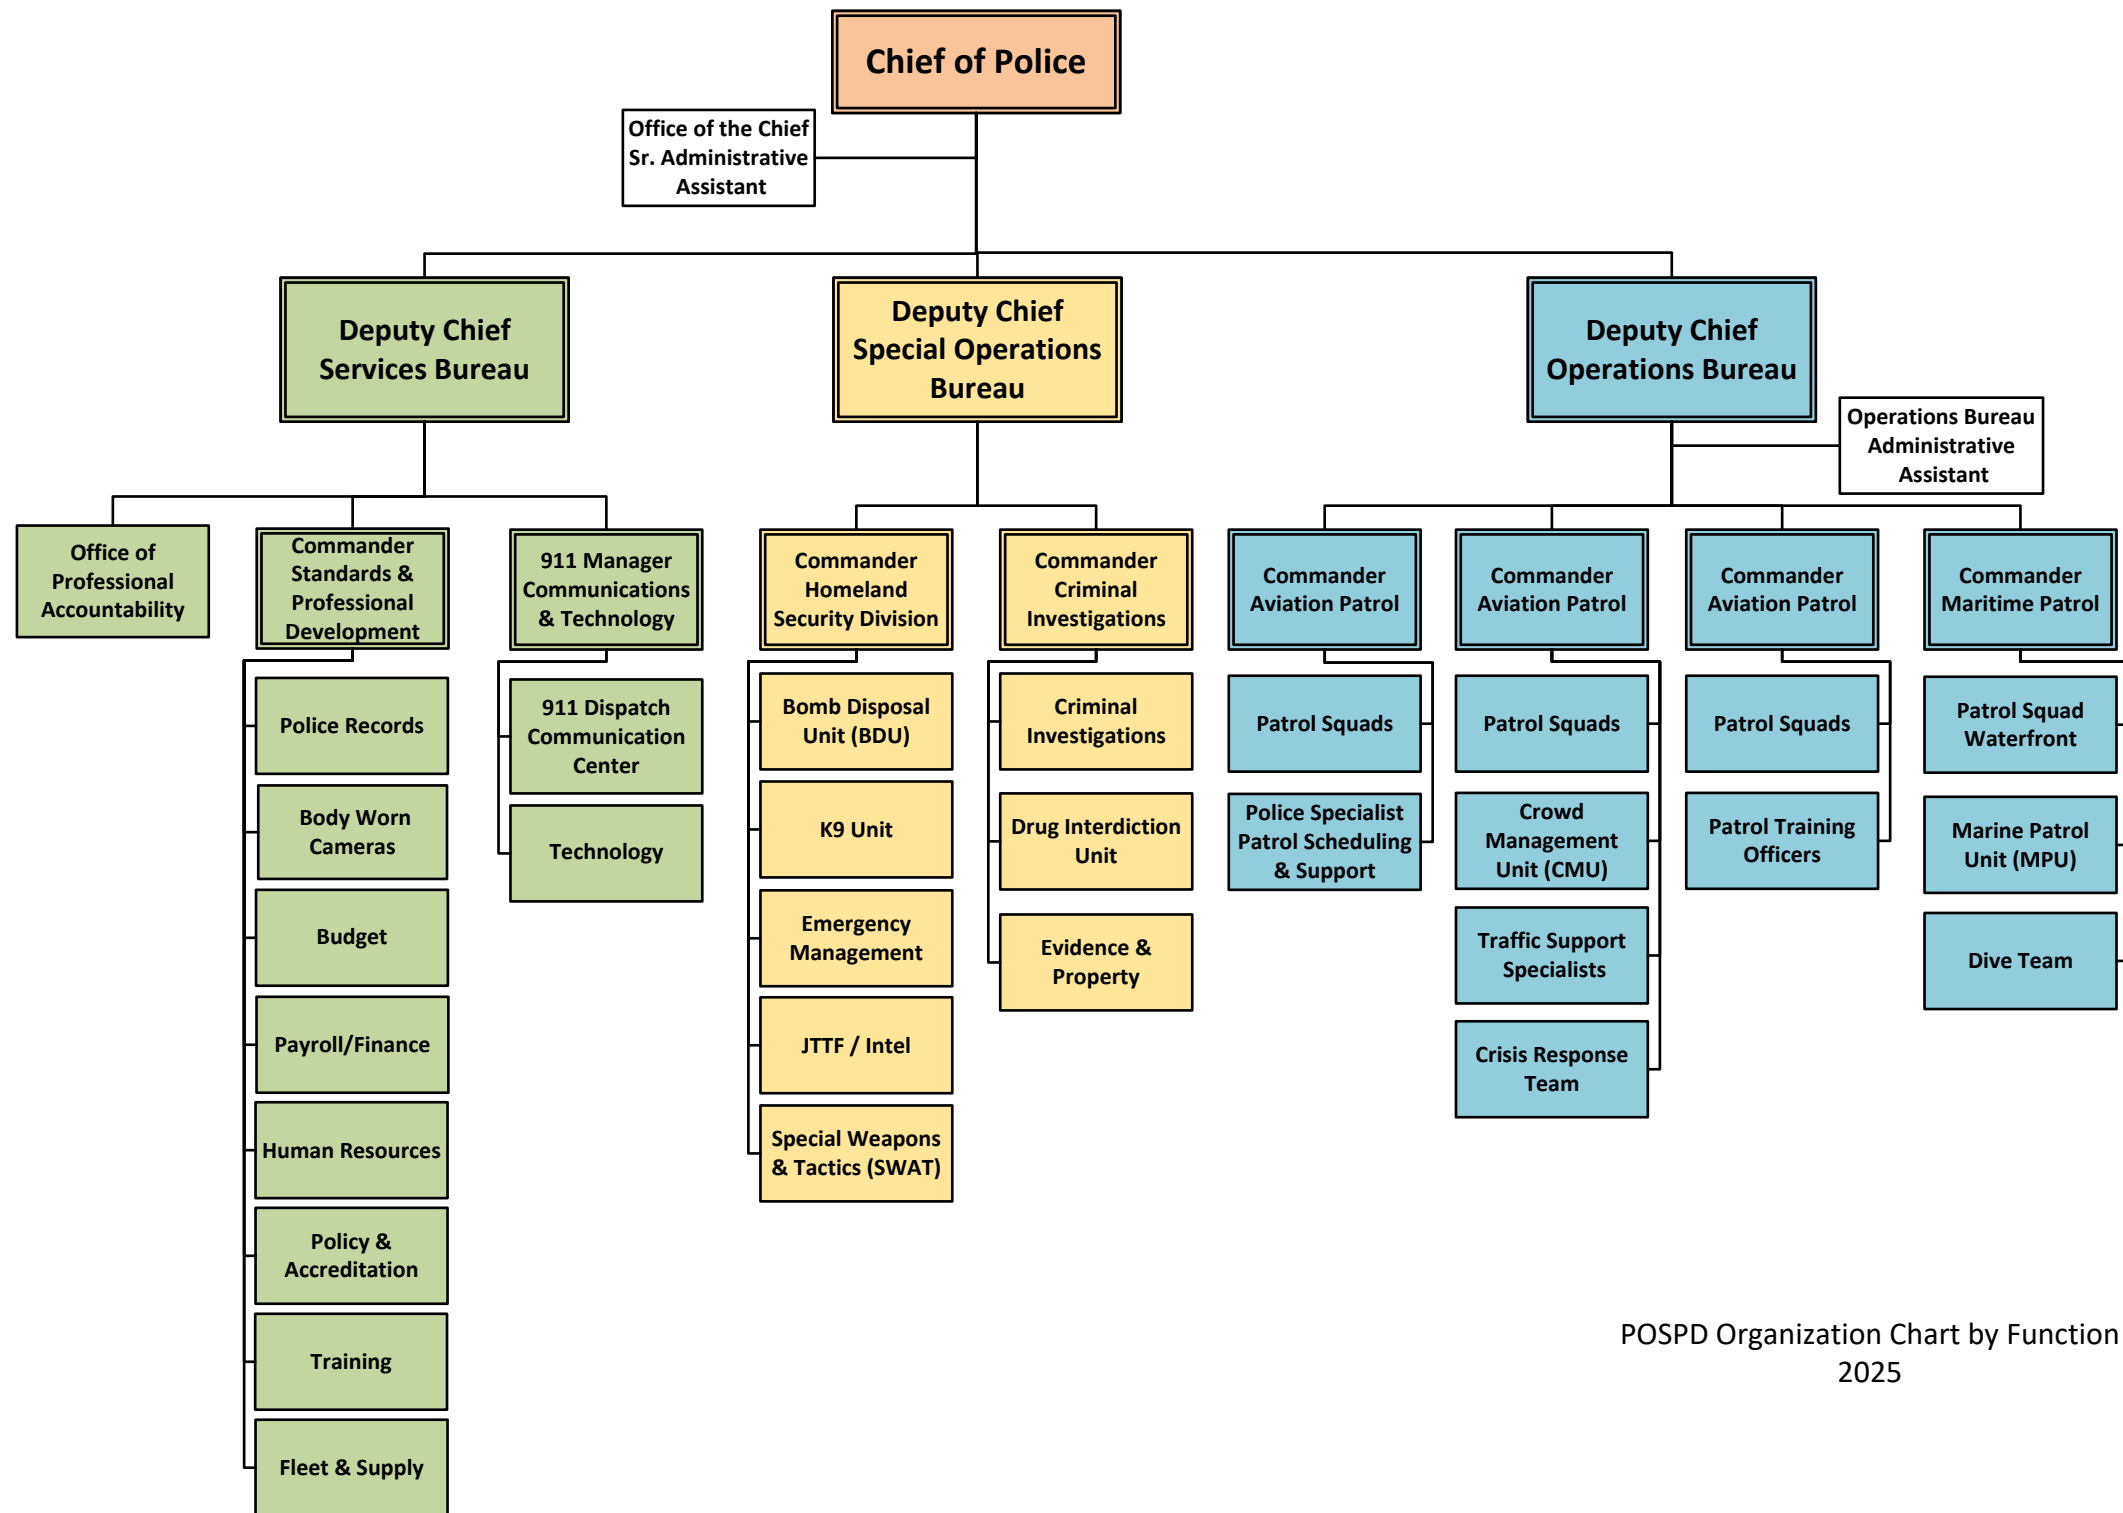 Chief of Police
Office of the Chief
Sr. Administrative
Assistant
Deputy Chief
Services Bureau
Deputy Chief
Special Operations
Bureau
Deputy Chief
Operations Bureau
Operations Bureau
Administrative
Assistant
Office of
Professional
Accountability
Commander
Standards &
Professional
Development
911 Manager
Communications
& Technology
Commander
Homeland
Security Division
Commander
Criminal
Investigations
Commander
Aviation Patrol
Commander
Aviation Patrol
Commander
Aviation Patrol
Commander
Maritime Patrol
Police Records
Body Worn
Cameras
Budget
Payroll/Finance
Human Resources
Policy &
Accreditation
Training
Fleet & Supply
911 Dispatch
Communication
Center
Technology
Bomb Disposal
Unit (BDU)
K9 Unit
Emergency
Management
JTTF / Intel
Special Weapons
& Tactics (SWAT)
Criminal
Investigations
Drug Interdiction
Unit
Evidence &
Property
Patrol Squads
Police Specialist
Patrol Scheduling
& Support
Patrol Squads
Crowd
Management
Unit (CMU)
Traffic Support
Specialists
Crisis Response
Team
Patrol Squads
Patrol Training
Officers
Patrol Squad
Waterfront
Marine Patrol
Unit (MPU)
Dive Team
POSPD Organization Chart by Function
2025